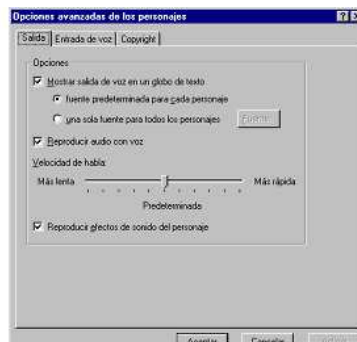 Opciones avanzadas de los personajes
Salida Entrada de voz Copyright
Opciones
Mostrar salida de voz en un globo de texto
fuente predeterminada para cada personaje
una sola fuente para todos los personajes
Reproducir audio con voz
Velocidad de habla:
Más lenta Más rápida
Predeterminada
Reproducir efectos de sonido del personaje
Aceptar Cancelar